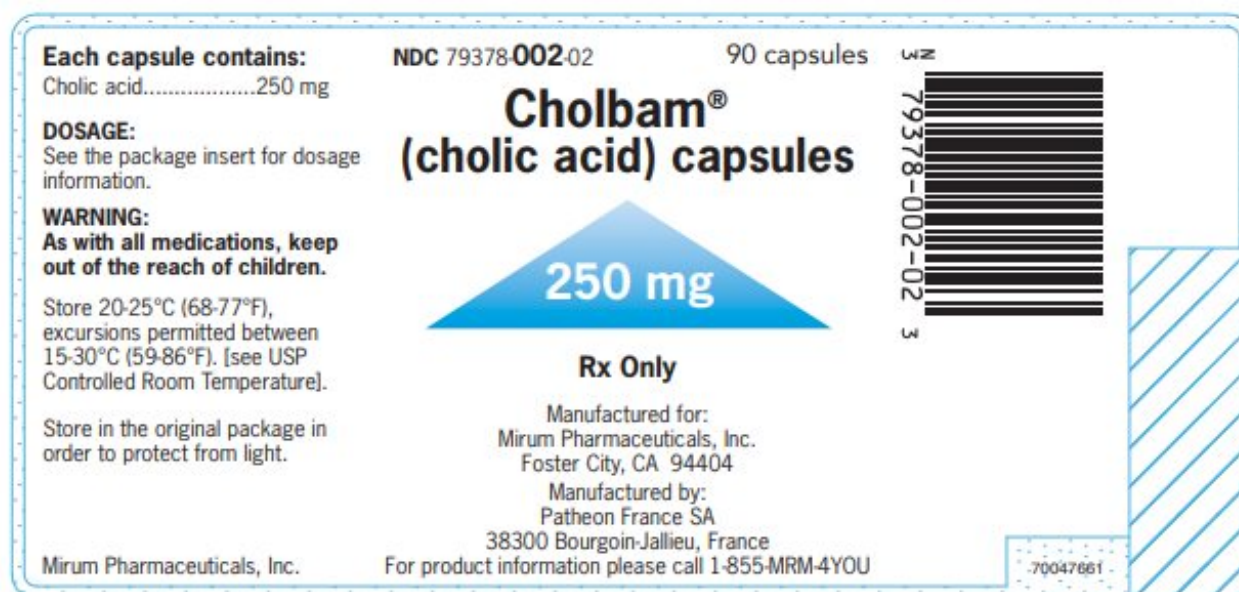 Each capsule contains:
Cholic acid..................250 mg
DOSAGE:
See the package insert for dosage
information.
WARNING:
As with all medications, keep
out of the reach of children.
Store 20-25°C (68-77°F),
excursions permitted between
15-30°C (59-86°F). [see USP
Controlled Room Temperature].
Store in the original package in
order to protect from light.
Mirum Pharmaceuticals, Inc.
NDC 79378-002-02
90 capsules
Cholbam®
(cholic acid) capsules
250 mg
Rx Only
Manufactured for:
Mirum Pharmaceuticals, Inc.
Foster City, CA 94404
Manufactured by:
Patheon France SA
38300 Bourgoin-Jallieu, France
For product information please call 1-855-MRM-4YOU
N
3 79378-002-02 3
70047661